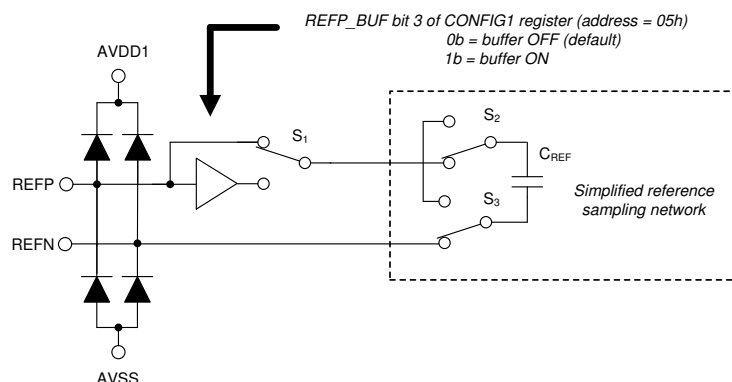 REFP_BUF bit 3 of CONFIG1 register (address = 05h)
0b = buffer OFF (default)
1b = buffer ON
AVDD1
S1
S2
CREF
REFP
Simplified reference
sampling network
S3
REFN
AVSS